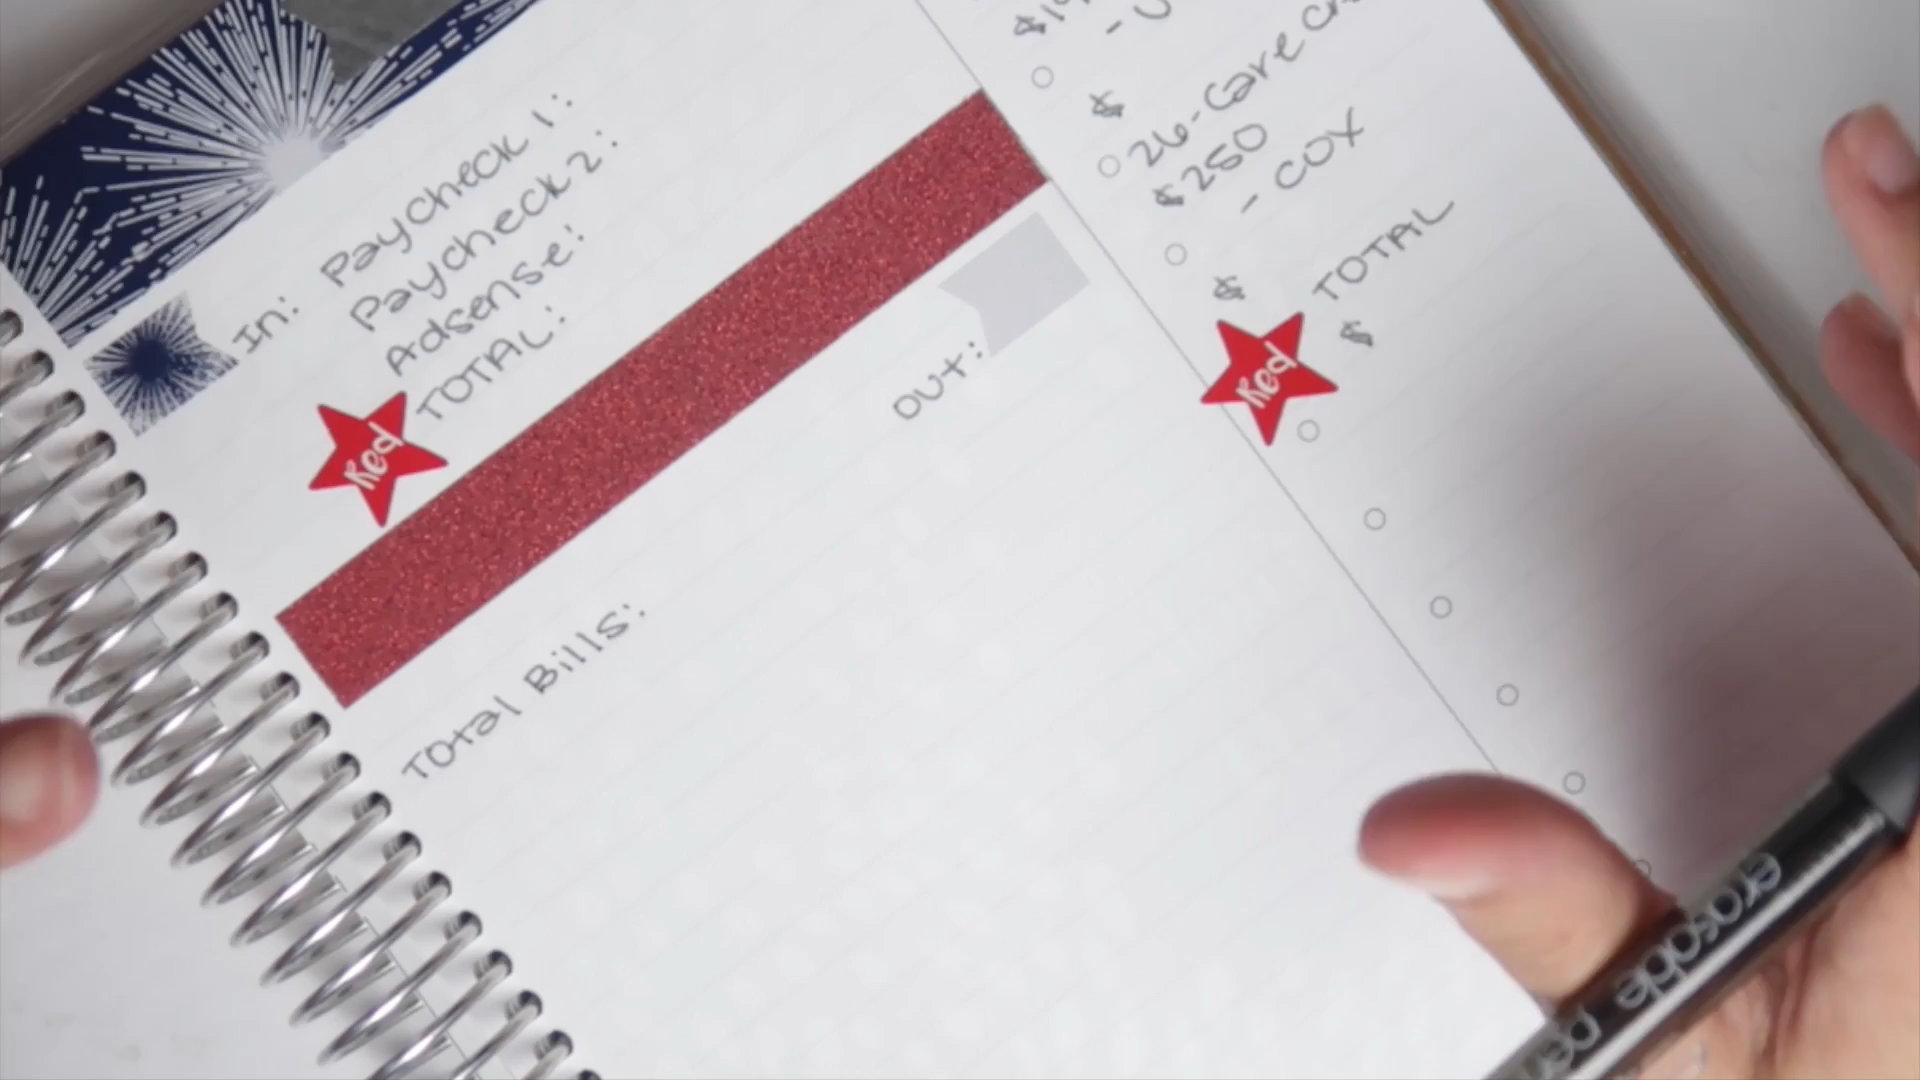 In: Paycheck 1:
Paycheck 2:
Adsense:
TOTAL:
Red
OUT:
Total Bills:
$
26-Care
$250
- COX
$
TOTAL
$
Red
erasable